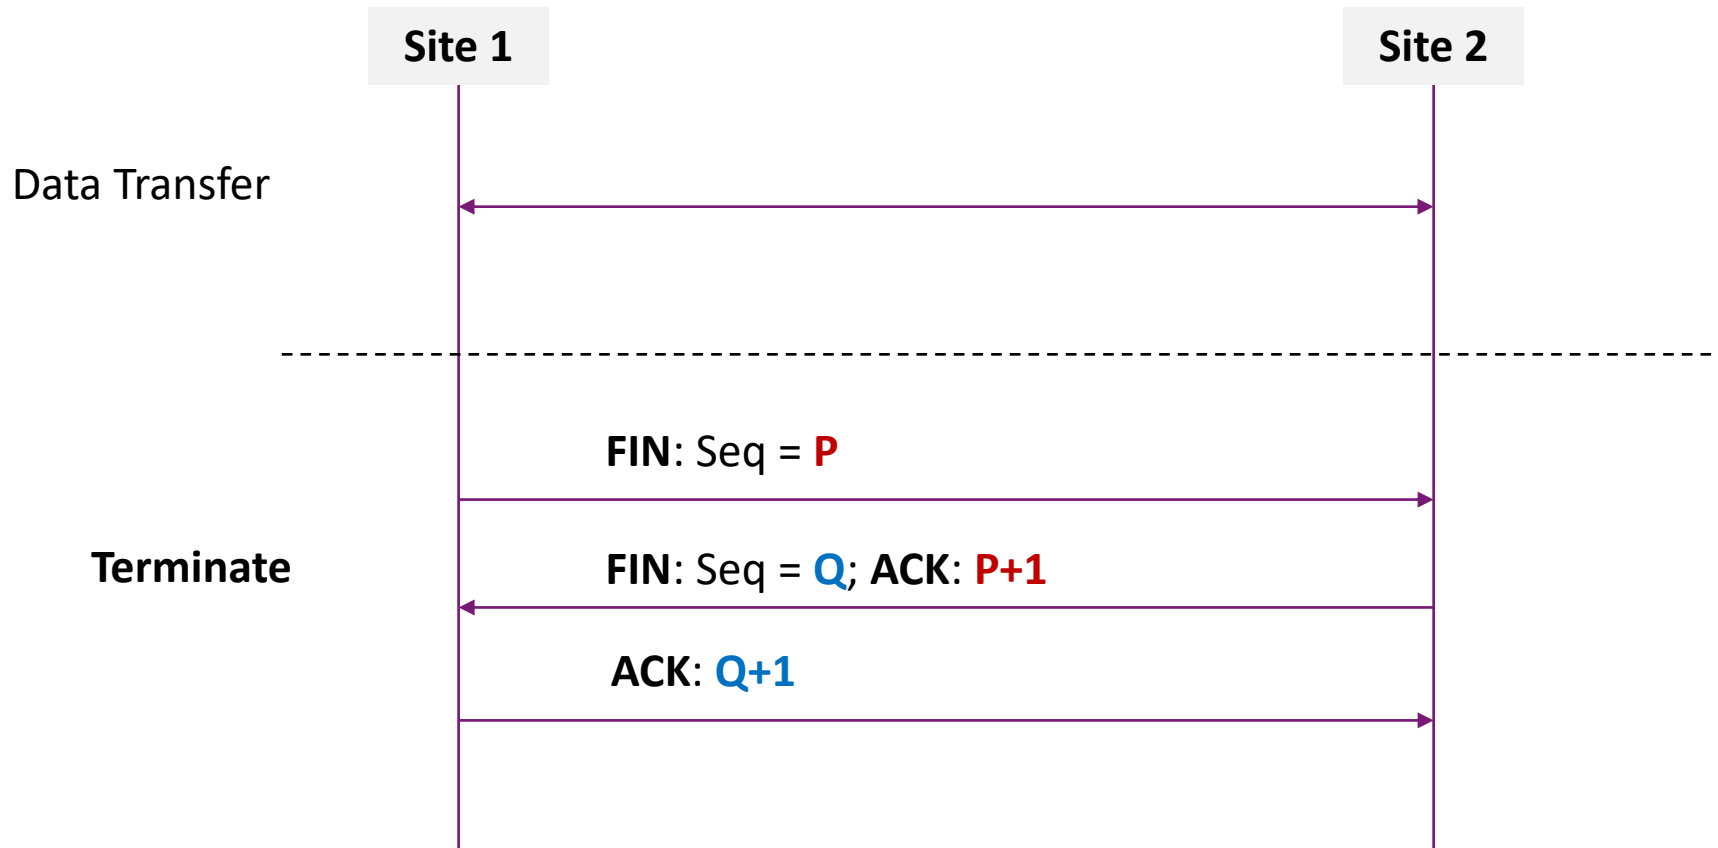 Site 1
Site 2
Data Transfer
FIN: Seq = P
Terminate
FIN: Seq = Q; ACK: P+1
ACK: Q+1